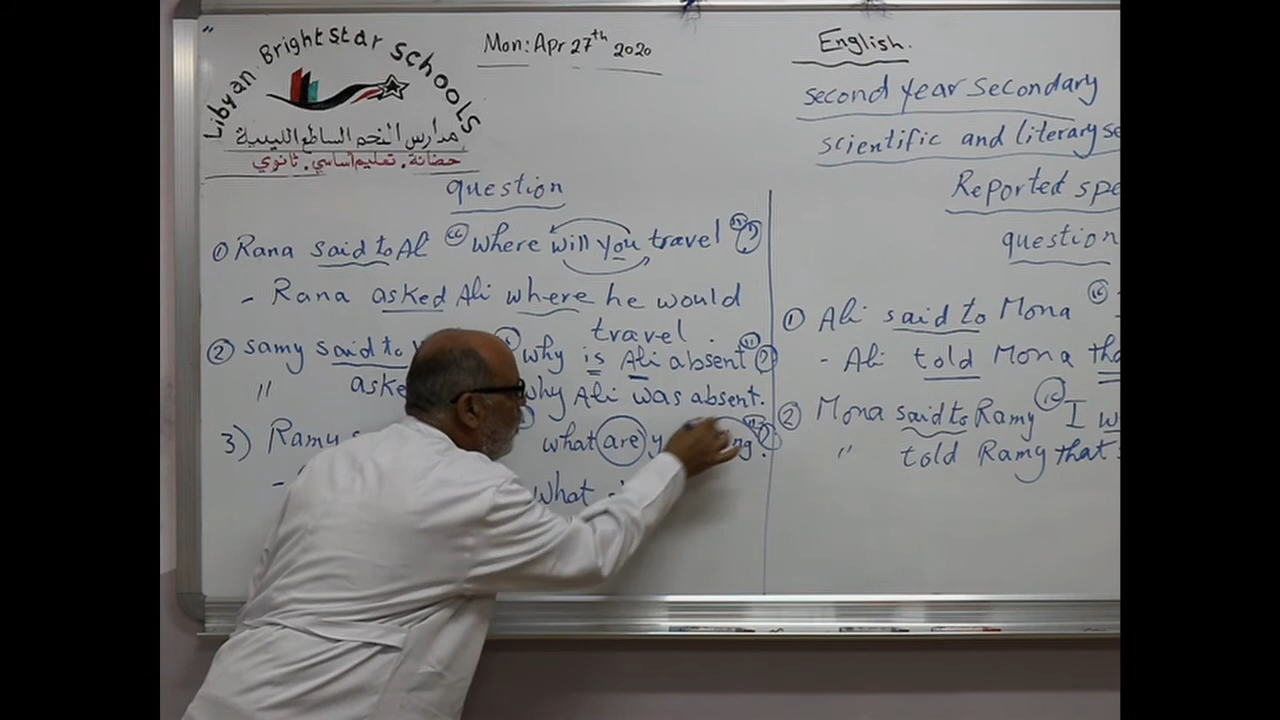 Libyan Bright Star Schools
مدارس النجم الساطع الليبية
حضانة. تعليم أساسي. ثانوي
Mon: Apr 27th 2020
English.
second year secondary
scientific and literary se
Reported spe
question
question
① Rana said to Ali “where will you travel”?
- Rana asked Ali where he would
travel.
② Samy said to why is Ali absent”?
" aske why Ali was absent.
3) Ramy what are ng”?
- what
① Ali said to Mona “
- Ali told Mona tha
② Mona said to Ramy “I w
" told Ramy that s